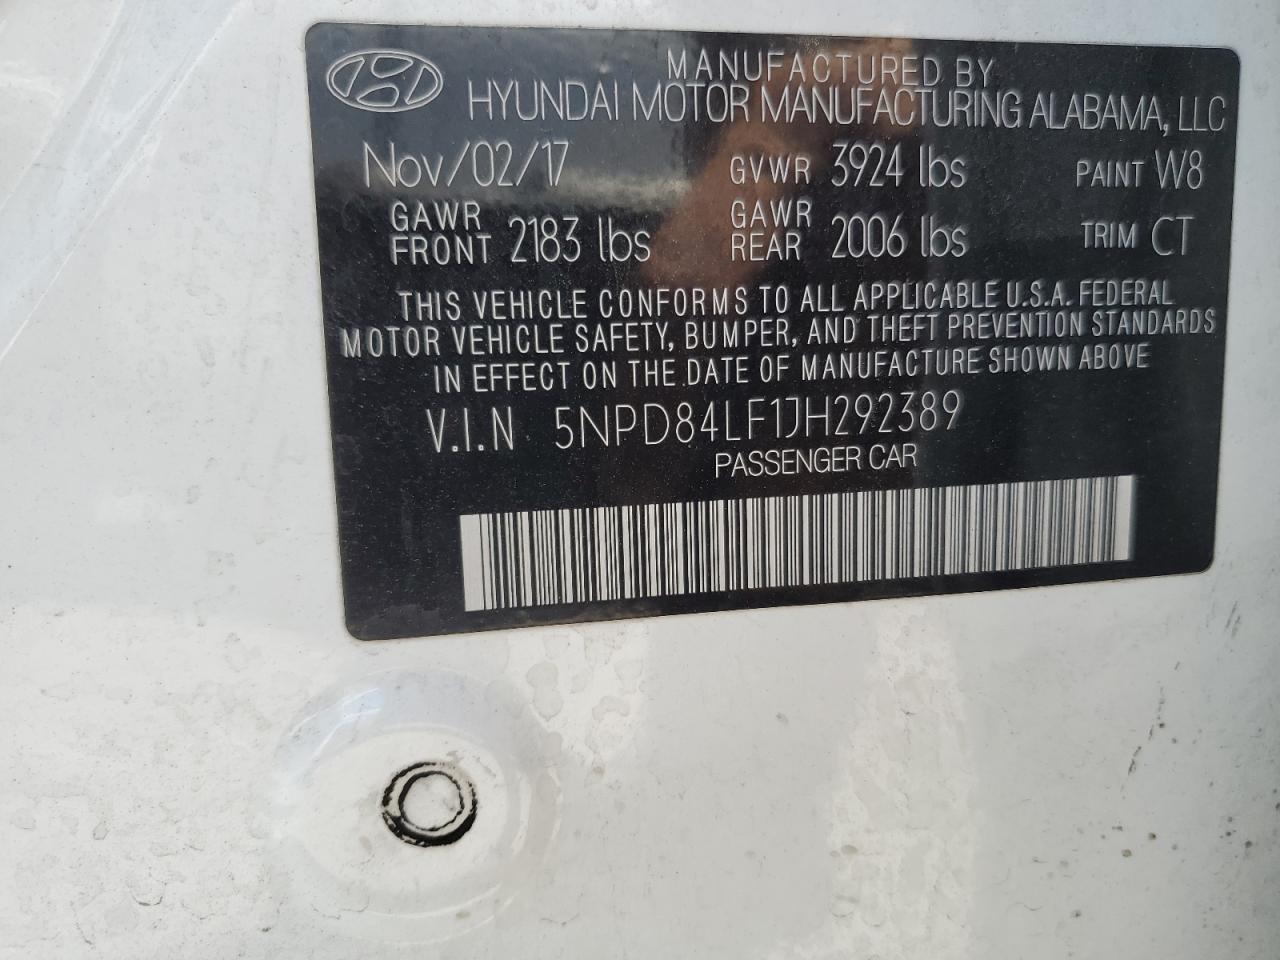 MANUFACTURED BY
HYUNDAI MOTOR MANUFACTURING ALABAMA, LLC
Nov/02/17 GVWR 3924 lbs PAINT W8
GAWR FRONT 2183 lbs GAWR REAR 2006 lbs TRIM CT
THIS VEHICLE CONFORMS TO ALL APPLICABLE U.S.A. FEDERAL
MOTOR VEHICLE SAFETY, BUMPER, AND THEFT PREVENTION STANDARDS
IN EFFECT ON THE DATE OF MANUFACTURE SHOWN ABOVE
V.I.N 5NPD84LF1JH292389
PASSENGER CAR